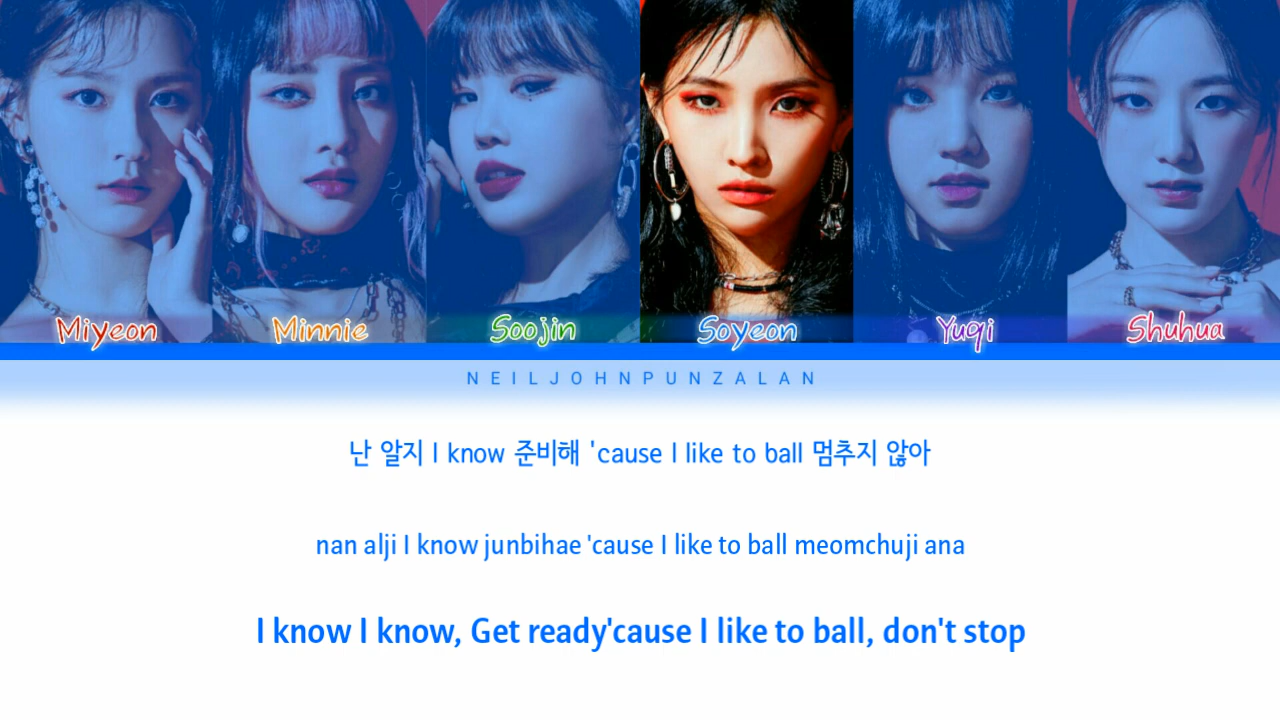 Miyeon Minnie Soojin Soyeon Yuqi Shuhua
NEILJOHNPUNZALAN
난 알지 I know 준비해 'cause I like to ball 멈추지 않아
nan alji I know junbihae 'cause I like to ball meomchuji ana
I know I know, Get ready'cause I like to ball, don't stop